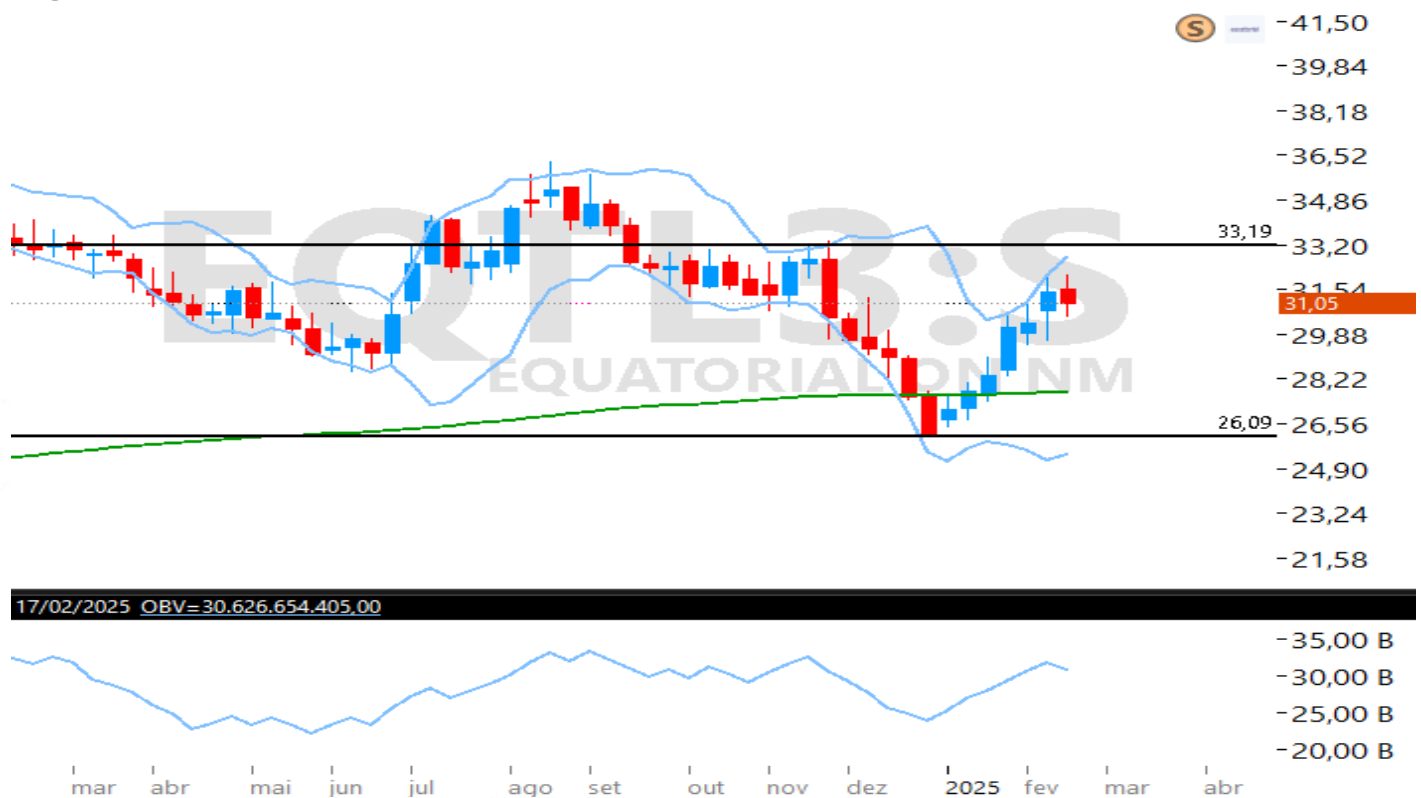 S
41,50
39,84
38,18
36,52
34,86
33,19
33,20
EQTL3:S
31,54
31,05
29,88
EQUATORIAL ON NM
28,22
26,09
26,56
24,90
23,24
21,58
17/02/2025 OBV=30.626.654.405,00
35,00 B
30,00 B
25,00 B
20,00 B
mar abr mai jun jul ago set out nov dez 2025 fev mar abr